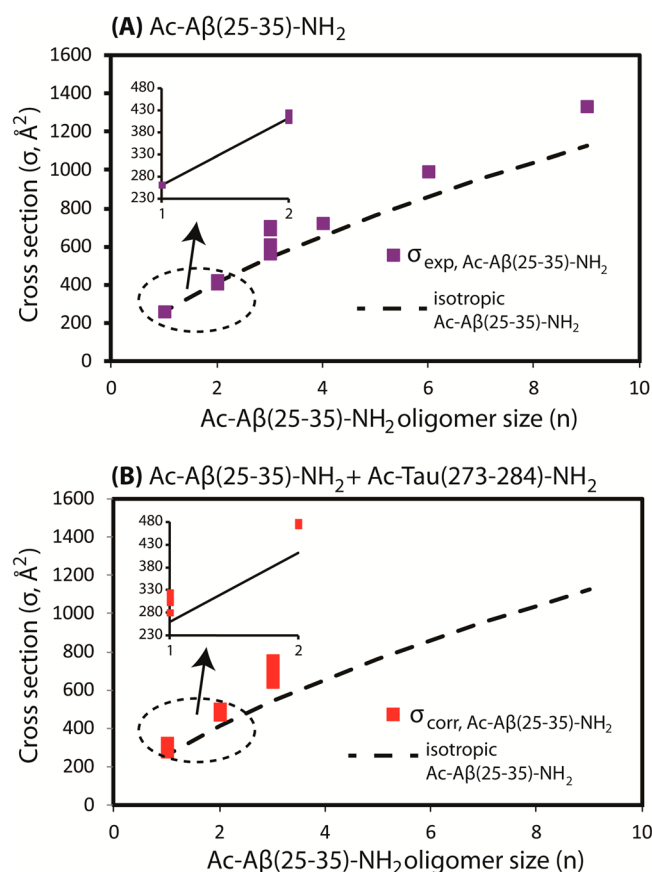 (A) Ac-Aβ(25-35)-NH2
Cross section (σ, Å2)
1600
1400
1200
1000
800
600
400
200
0
480
430
380
330
280
230
1 2
σexp, Ac-Aβ(25-35)-NH2
isotropic
Ac-Aβ(25-35)-NH2
0 2 4 6 8 10
Ac-Aβ(25-35)-NH2 oligomer size (n)
(B) Ac-Aβ(25-35)-NH2 + Ac-Tau(273-284)-NH2
Cross section (σ, Å2)
1600
1400
1200
1000
800
600
400
200
0
480
430
380
330
280
230
1 2
σcorr, Ac-Aβ(25-35)-NH2
isotropic
Ac-Aβ(25-35)-NH2
0 2 4 6 8 10
Ac-Aβ(25-35)-NH2 oligomer size (n)